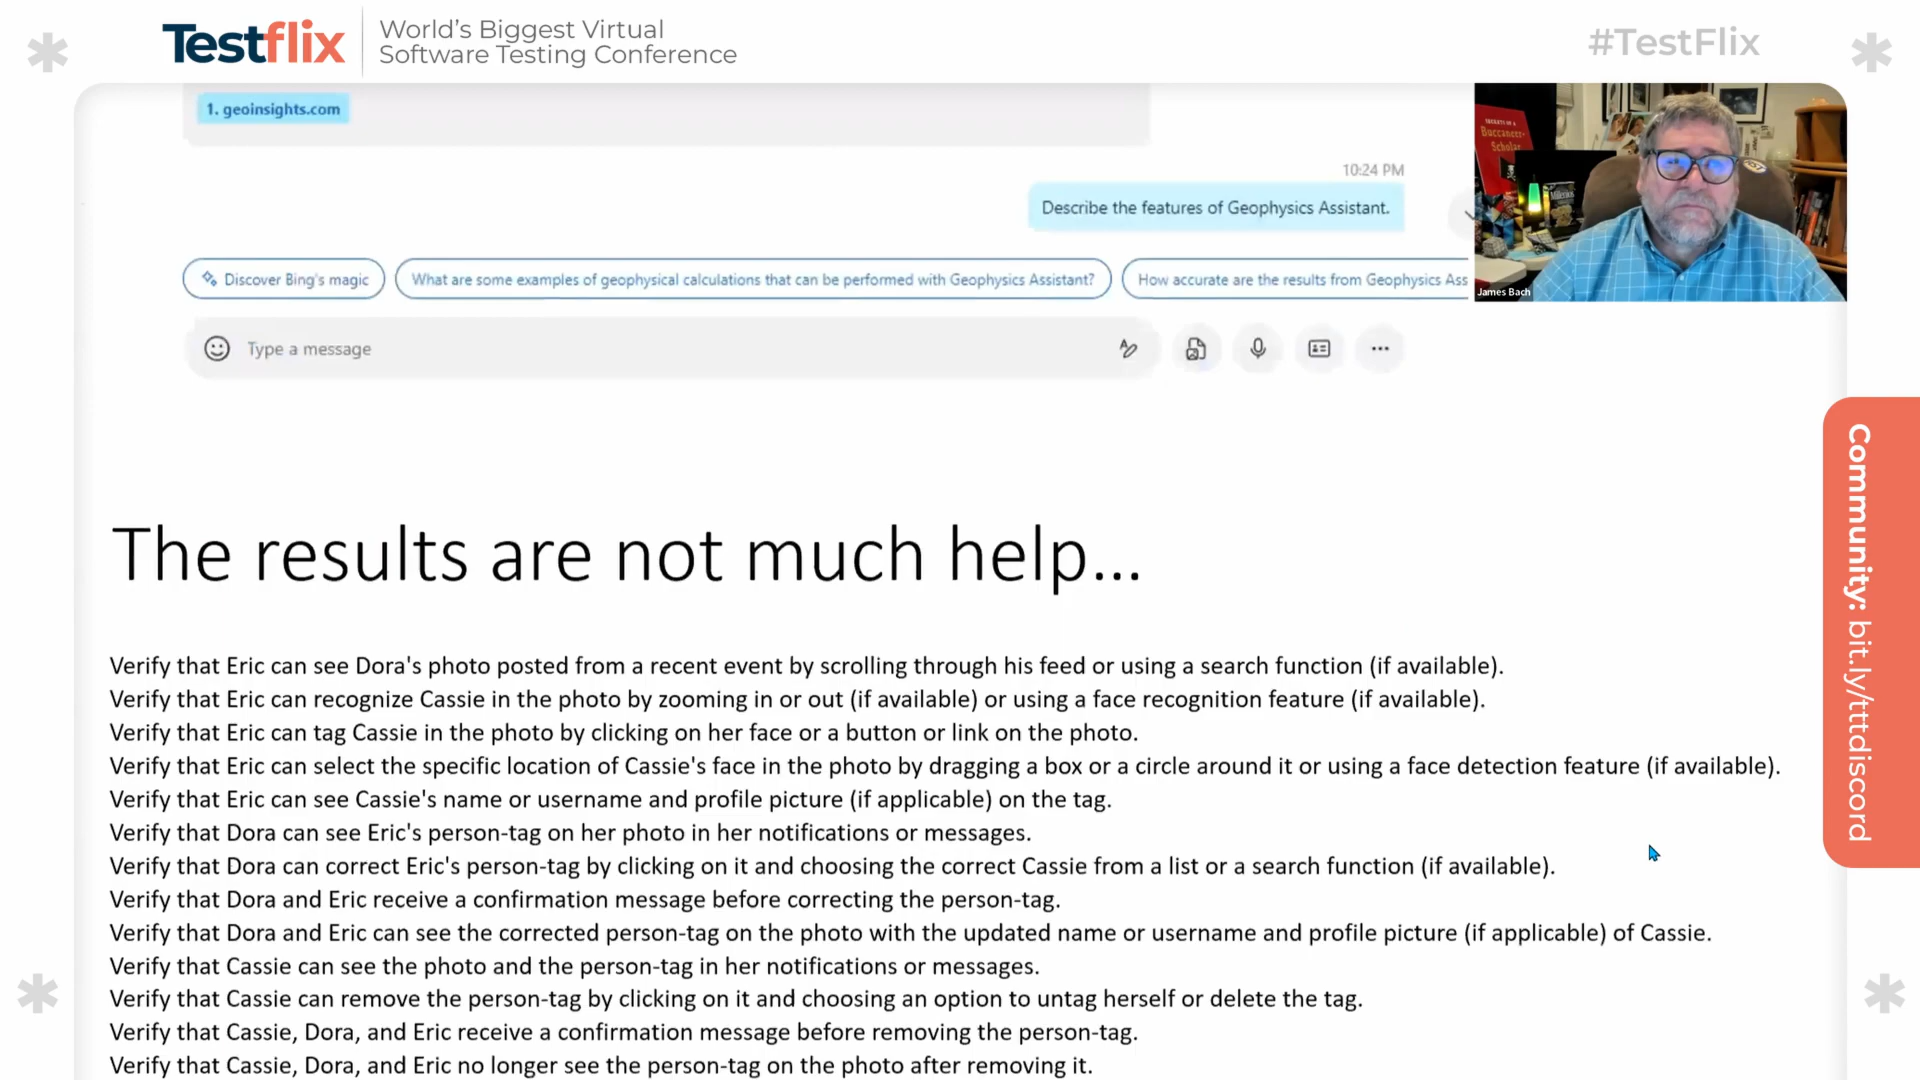 Testflix
World's Biggest Virtual
Software Testing Conference
#TestFlix
1. geoinsights.com
10:24 PM
Describe the features of Geophysics Assistant.
Discover Bing's magic
What are some examples of geophysical calculations that can be performed with Geophysics Assistant?
How accurate are the results from Geophysics Ass
Type a message
SECRETS OF A
Buccaneer-
Scholar
James Bach
The results are not much help...
Verify that Eric can see Dora's photo posted from a recent event by scrolling through his feed or using a search function (if available).
Verify that Eric can recognize Cassie in the photo by zooming in or out (if available) or using a face recognition feature (if available).
Verify that Eric can tag Cassie in the photo by clicking on her face or a button or link on the photo.
Verify that Eric can select the specific location of Cassie's face in the photo by dragging a box or a circle around it or using a face detection feature (if available).
Verify that Eric can see Cassie's name or username and profile picture (if applicable) on the tag.
Verify that Dora can see Eric's person-tag on her photo in her notifications or messages.
Verify that Dora can correct Eric's person-tag by clicking on it and choosing the correct Cassie from a list or a search function (if available).
Verify that Dora and Eric receive a confirmation message before correcting the person-tag.
Verify that Dora and Eric can see the corrected person-tag on the photo with the updated name or username and profile picture (if applicable) of Cassie.
Verify that Cassie can see the photo and the person-tag in her notifications or messages.
Verify that Cassie can remove the person-tag by clicking on it and choosing an option to untag herself or delete the tag.
Verify that Cassie, Dora, and Eric receive a confirmation message before removing the person-tag.
Verify that Cassie, Dora, and Eric no longer see the person-tag on the photo after removing it.
Community: bit.ly/tttdiscord